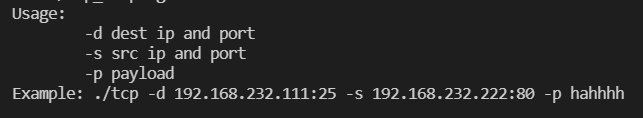 Usage:
-d dest ip and port
-s src ip and port
-p payload
Example: ./tcp -d 192.168.232.111:25 -s 192.168.232.222:80 -p hahhhh